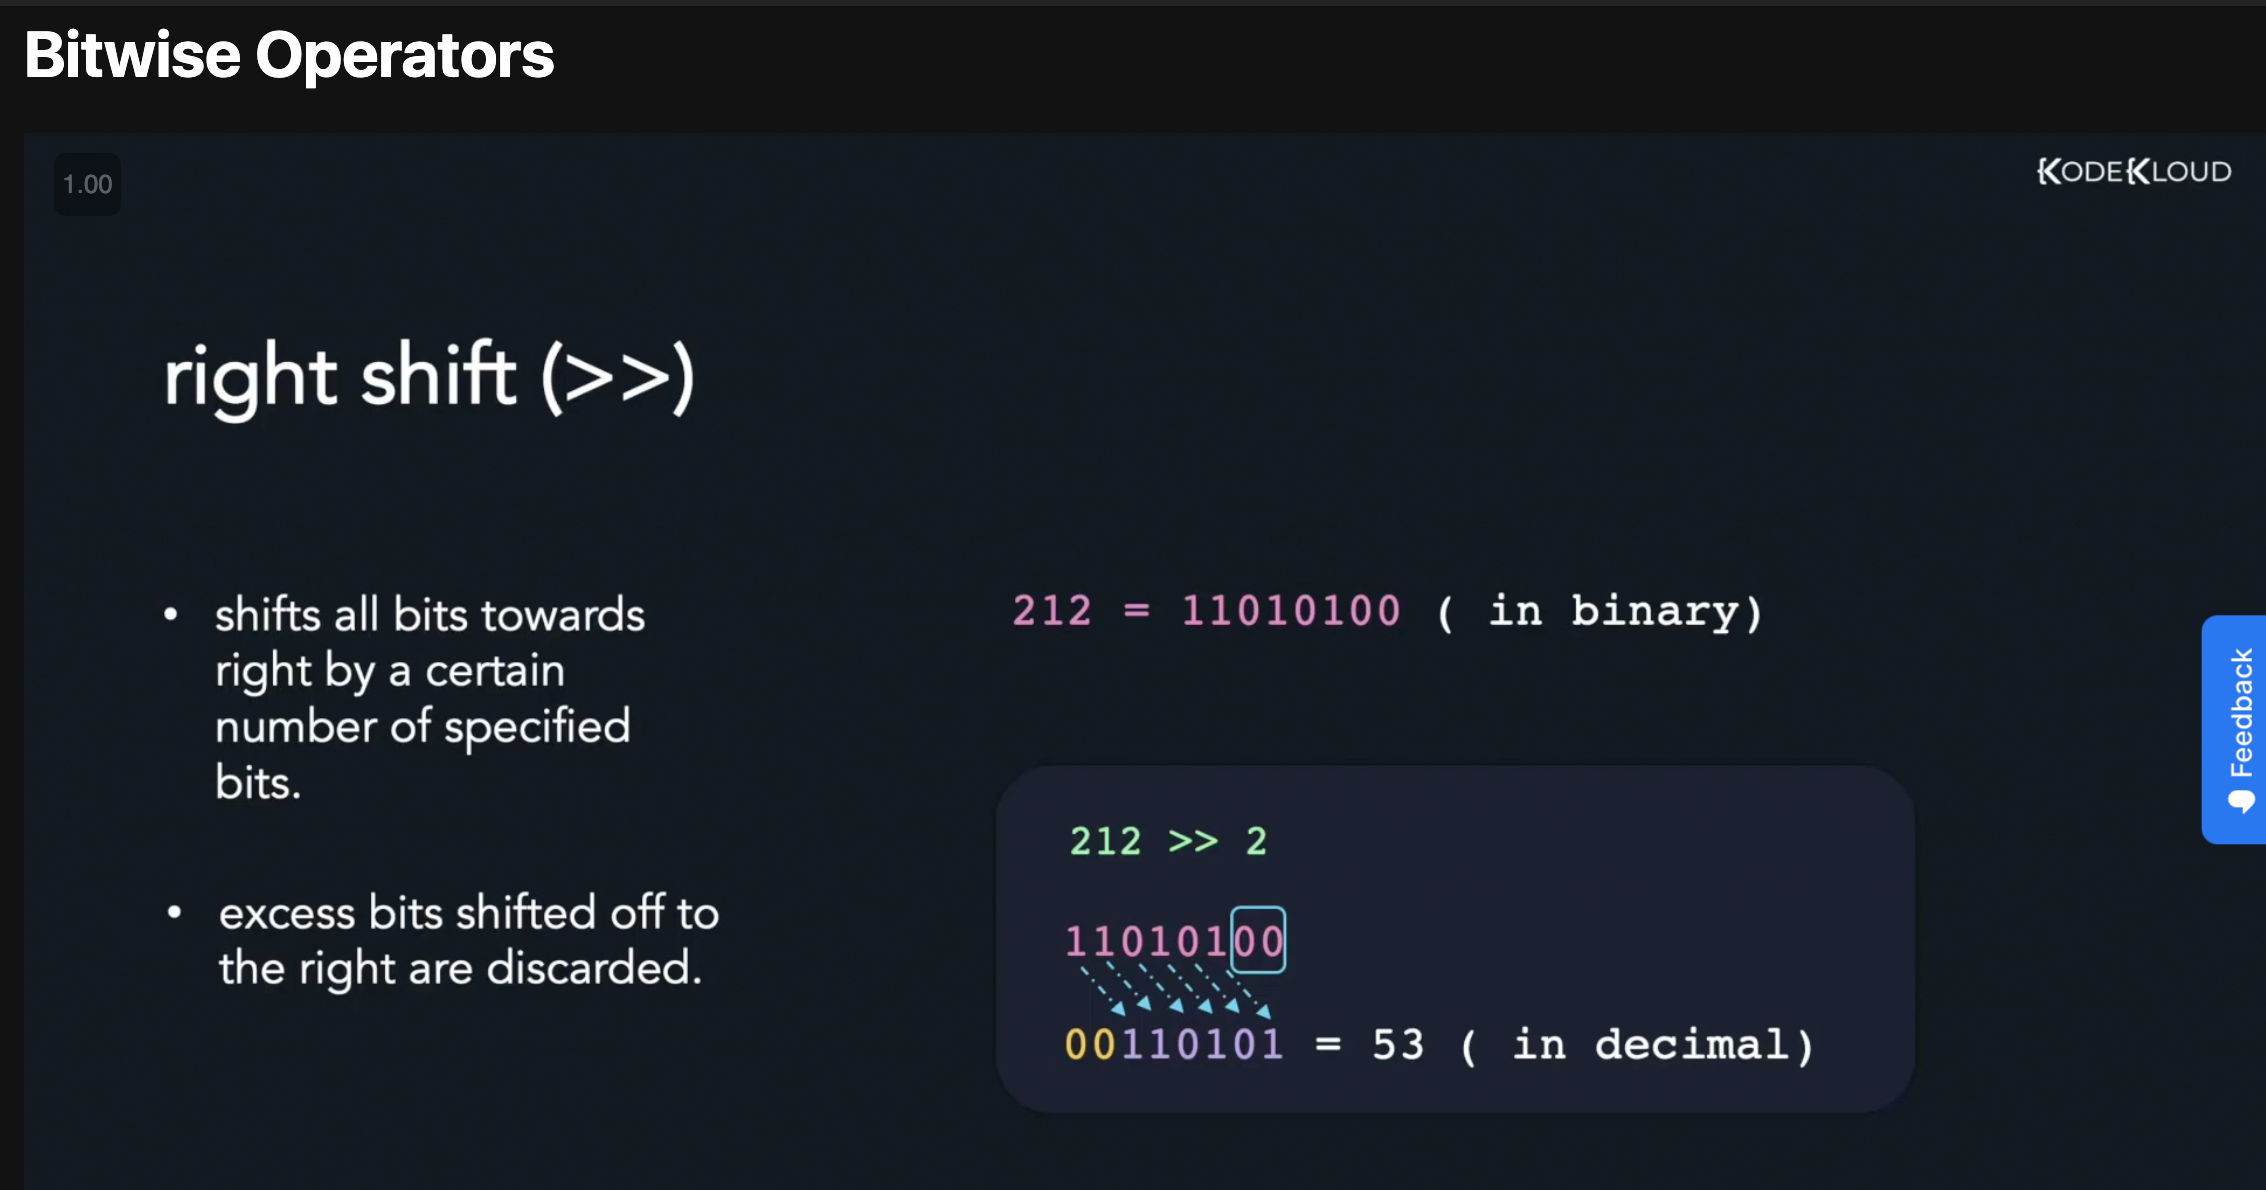 Bitwise Operators
1.00
KODEKLOUD
right shift (>>)
• shifts all bits towards
right by a certain
number of specified
bits.
• excess bits shifted off to
the right are discarded.
212 = 11010100 ( in binary)
212 >> 2
11010100
00110101 = 53 ( in decimal)
Feedback